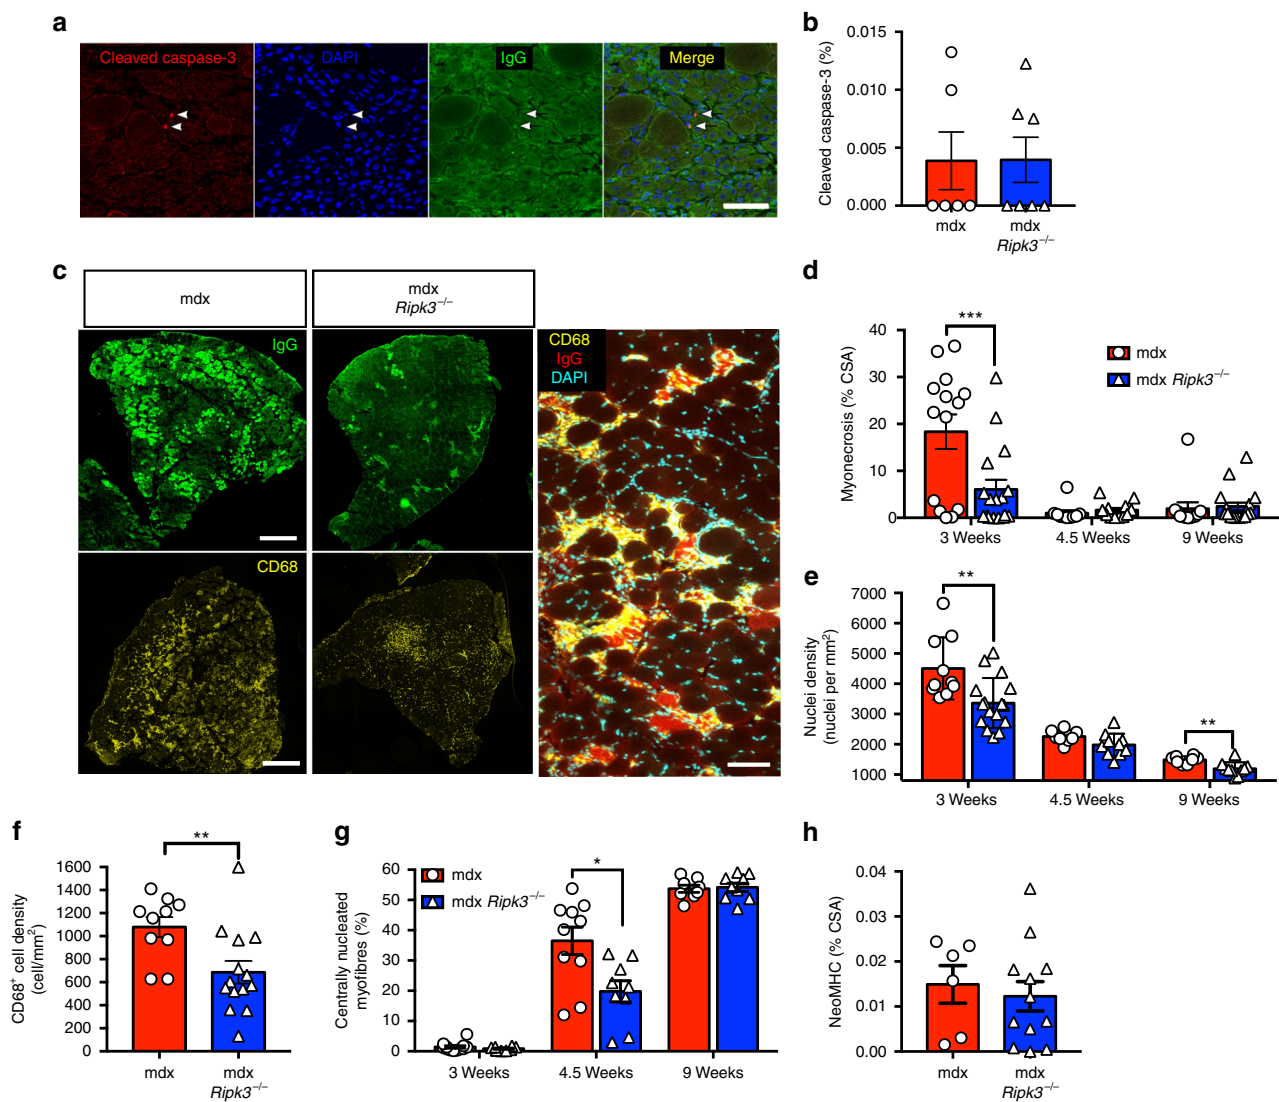 a
Cleaved caspase-3
DAPI
IgG
Merge
b
Cleaved caspase-3 (%)
0.015
0.010
0.005
0.000
mdx
mdx
Ripk3⁻/⁻
c
mdx
mdx
Ripk3⁻/⁻
IgG
CD68
CD68
IgG
DAPI
d
Myonecrosis (% CSA)
40
30
20
10
0
***
mdx
mdx Ripk3⁻/⁻
3 Weeks
4.5 Weeks
9 Weeks
e
Nuclei density
(nuclei per mm²)
7000
6000
5000
4000
3000
2000
1000
**
**
3 Weeks
4.5 Weeks
9 Weeks
f
CD68⁺ cell density
(cell/mm²)
1600
1400
1200
1000
800
600
400
200
0
**
mdx
mdx
Ripk3⁻/⁻
g
Centrally nucleated
myofibres (%)
60
50
40
30
20
10
0
mdx
mdx Ripk3⁻/⁻
*
3 Weeks
4.5 Weeks
9 Weeks
h
NeoMHC (% CSA)
0.04
0.03
0.02
0.01
0.00
mdx
mdx
Ripk3⁻/⁻